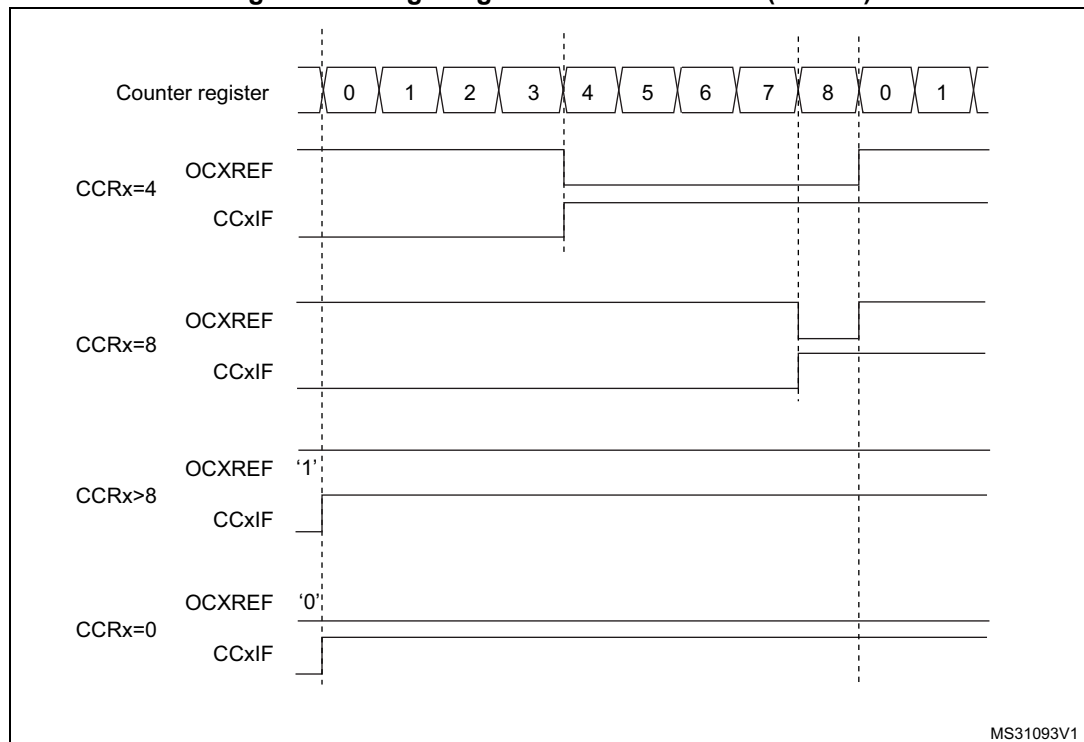 Counter register 0 1 2 3 4 5 6 7 8 0 1
OCXREF
CCRx=4
CCxIF
OCXREF
CCRx=8
CCxIF
OCXREF ‘1’
CCRx>8
CCxIF
OCXREF ‘0’
CCRx=0
CCxIF
MS31093V1